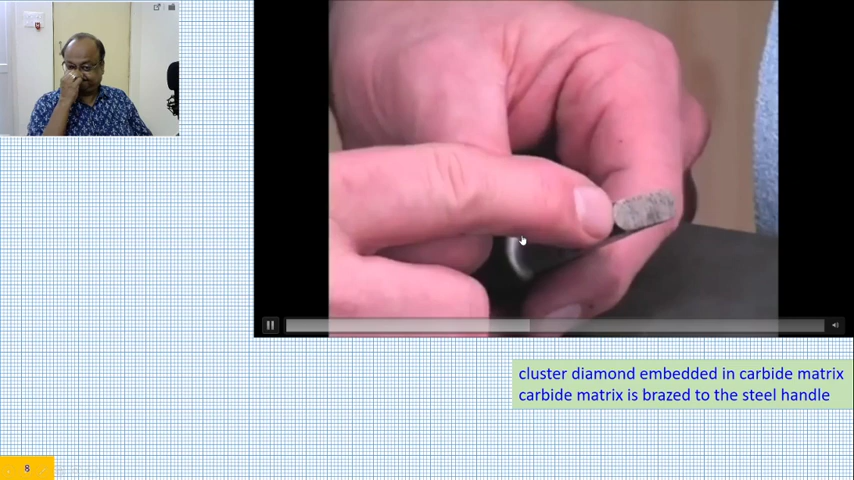 cluster diamond embedded in carbide matrix
carbide matrix is brazed to the steel handle
8